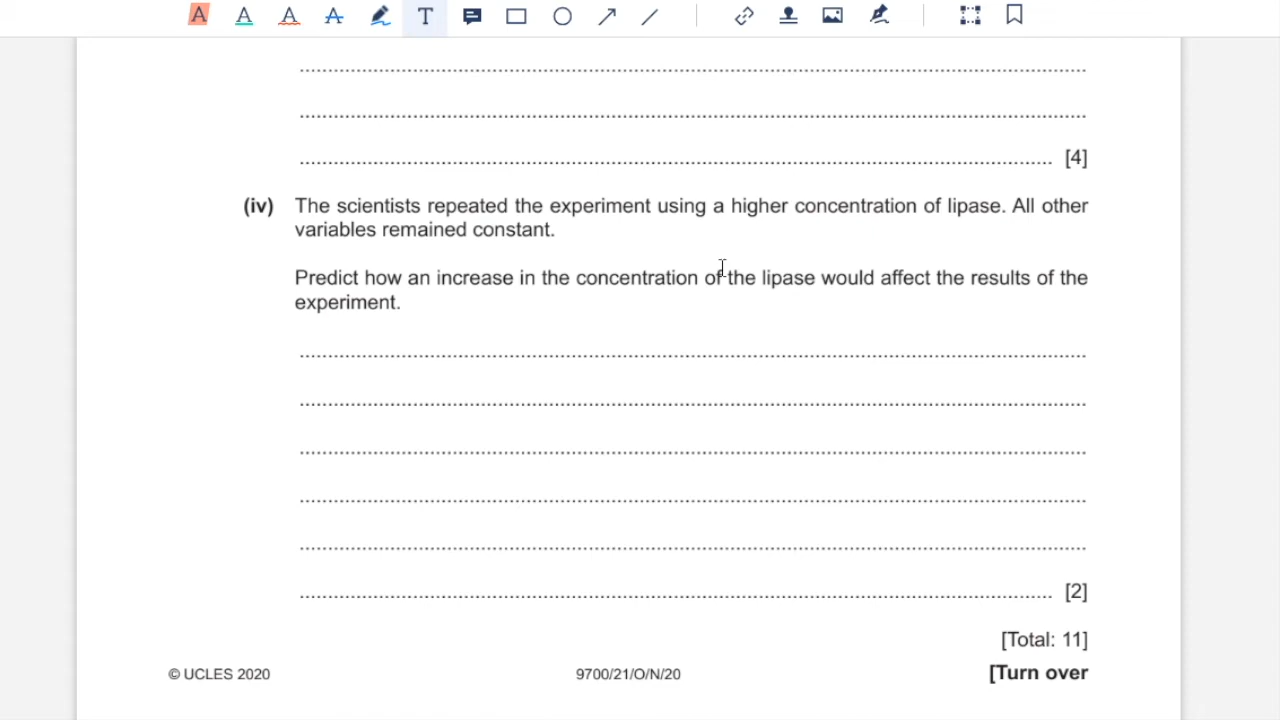 [4]
(iv) The scientists repeated the experiment using a higher concentration of lipase. All other
variables remained constant.
Predict how an increase in the concentration of the lipase would affect the results of the
experiment.
[2]
[Total: 11]
© UCLES 2020 9700/21/O/N/20 [Turn over